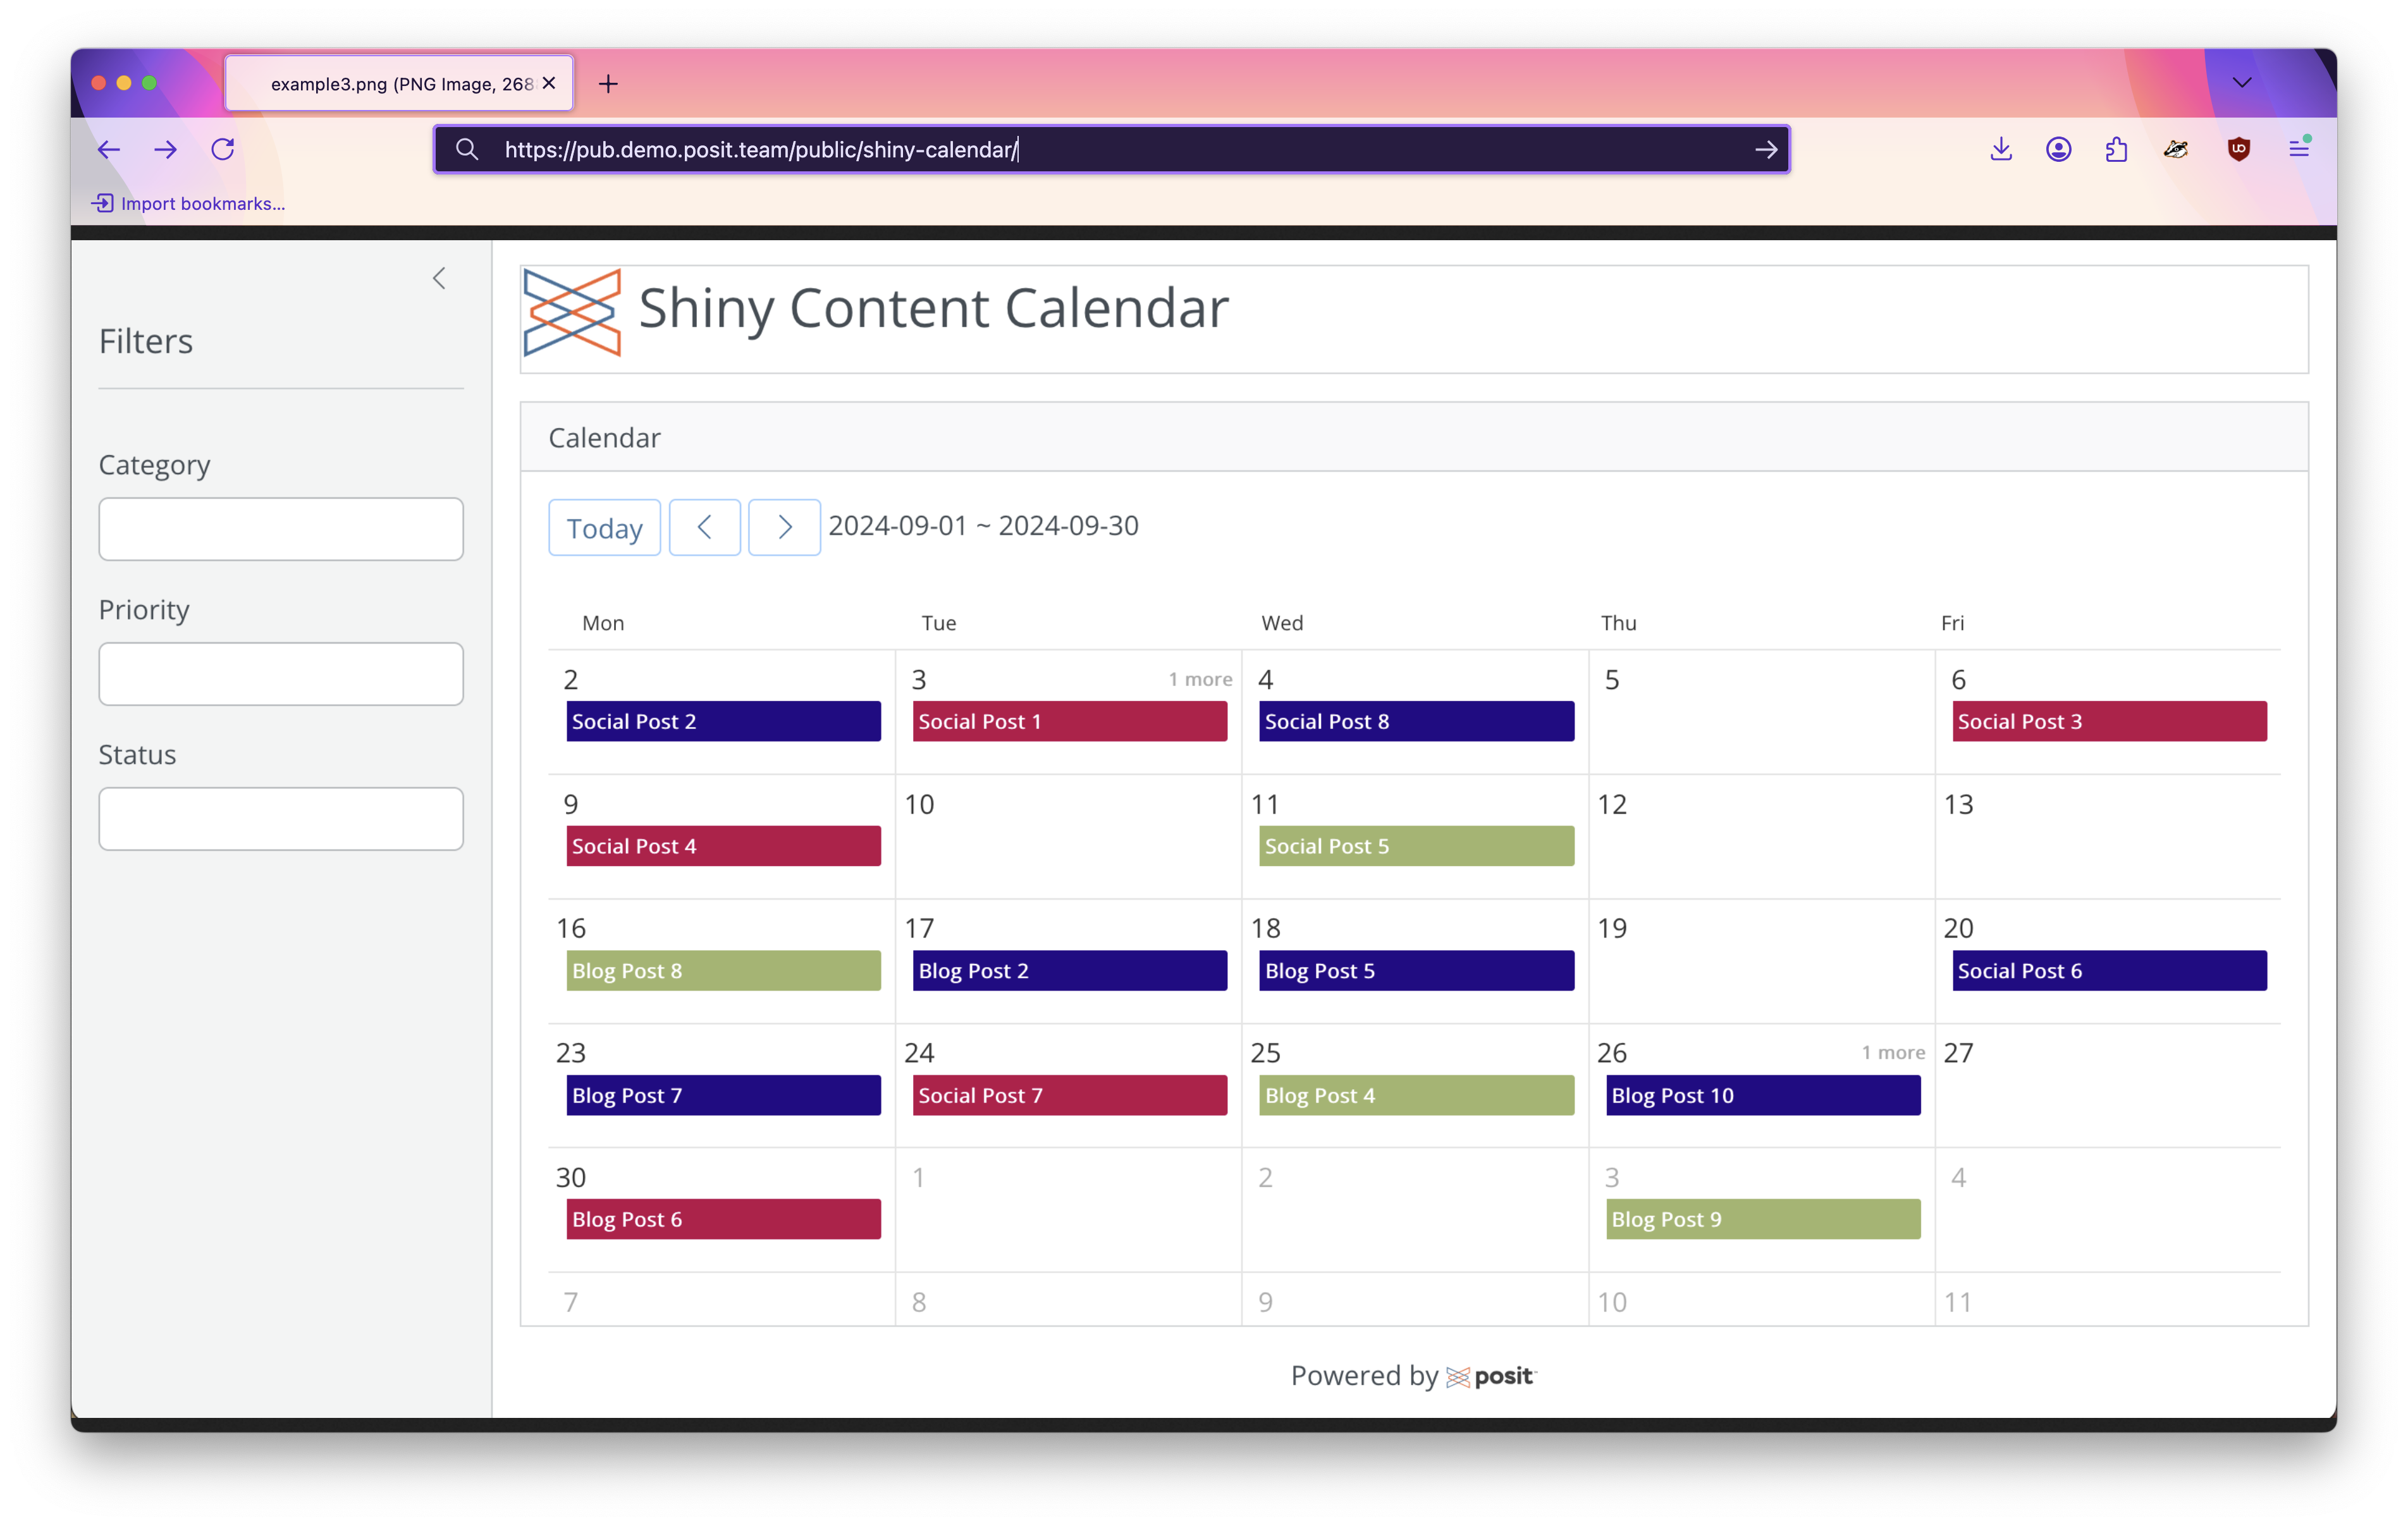 example3.png (PNG Image, 268
https://pub.demo.posit.team/public/shiny-calendar/
Import bookmarks...
Filters
Category
Priority
Status
Shiny Content Calendar
Calendar
Today 2024-09-01 ~ 2024-09-30
Mon Tue Wed Thu Fri
2 3 1 more 4 5 6
Social Post 2 Social Post 1 Social Post 8 Social Post 3
9 10 11 12 13
Social Post 4 Social Post 5
16 17 18 19 20
Blog Post 8 Blog Post 2 Blog Post 5 Social Post 6
23 24 25 26 1 more 27
Blog Post 7 Social Post 7 Blog Post 4 Blog Post 10
30 1 2 3 4
Blog Post 6 Blog Post 9
7 8 9 10 11
Powered by posit